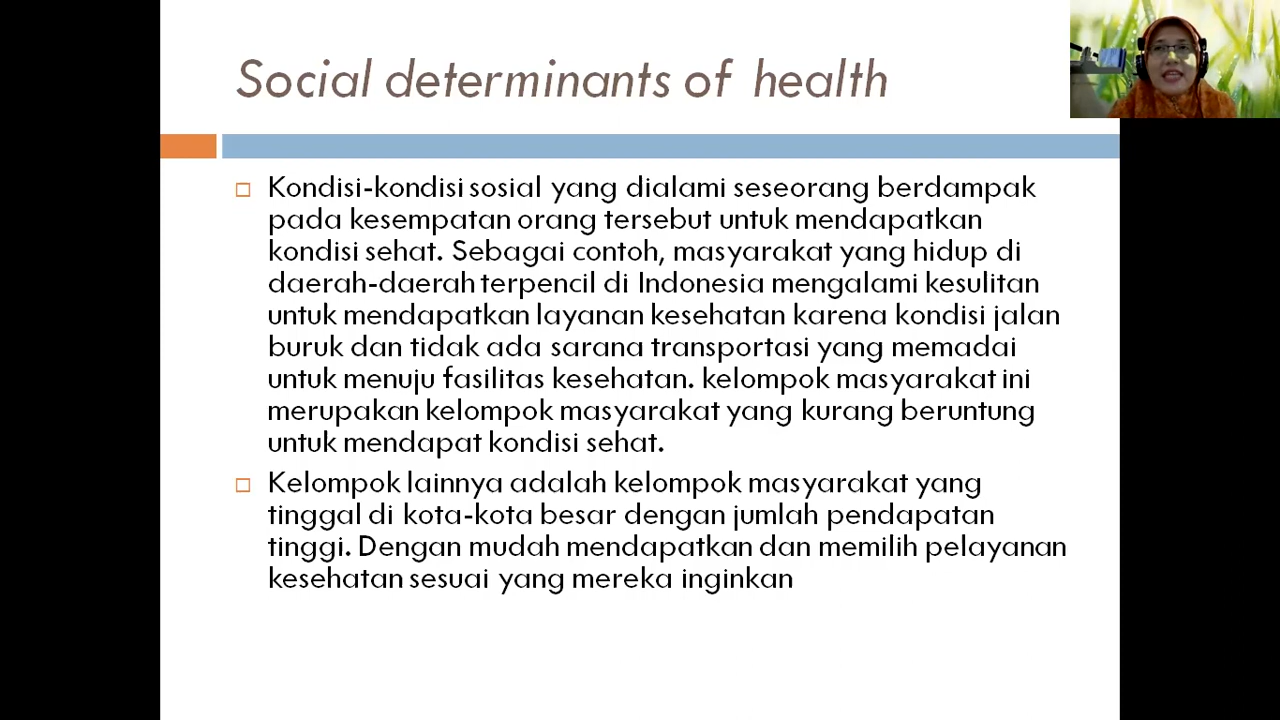 Social determinants of health
Kondisi-kondisi sosial yang dialami seseorang berdampak
pada kesempatan orang tersebut untuk mendapatkan
kondisi sehat. Sebagai contoh, masyarakat yang hidup di
daerah-daerah terpencil di Indonesia mengalami kesulitan
untuk mendapatkan layanan kesehatan karena kondisi jalan
buruk dan tidak ada sarana transportasi yang memadai
untuk menuju fasilitas kesehatan. kelompok masyarakat ini
merupakan kelompok masyarakat yang kurang beruntung
untuk mendapat kondisi sehat.
Kelompok lainnya adalah kelompok masyarakat yang
tinggal di kota-kota besar dengan jumlah pendapatan
tinggi. Dengan mudah mendapatkan dan memilih pelayanan
kesehatan sesuai yang mereka inginkan